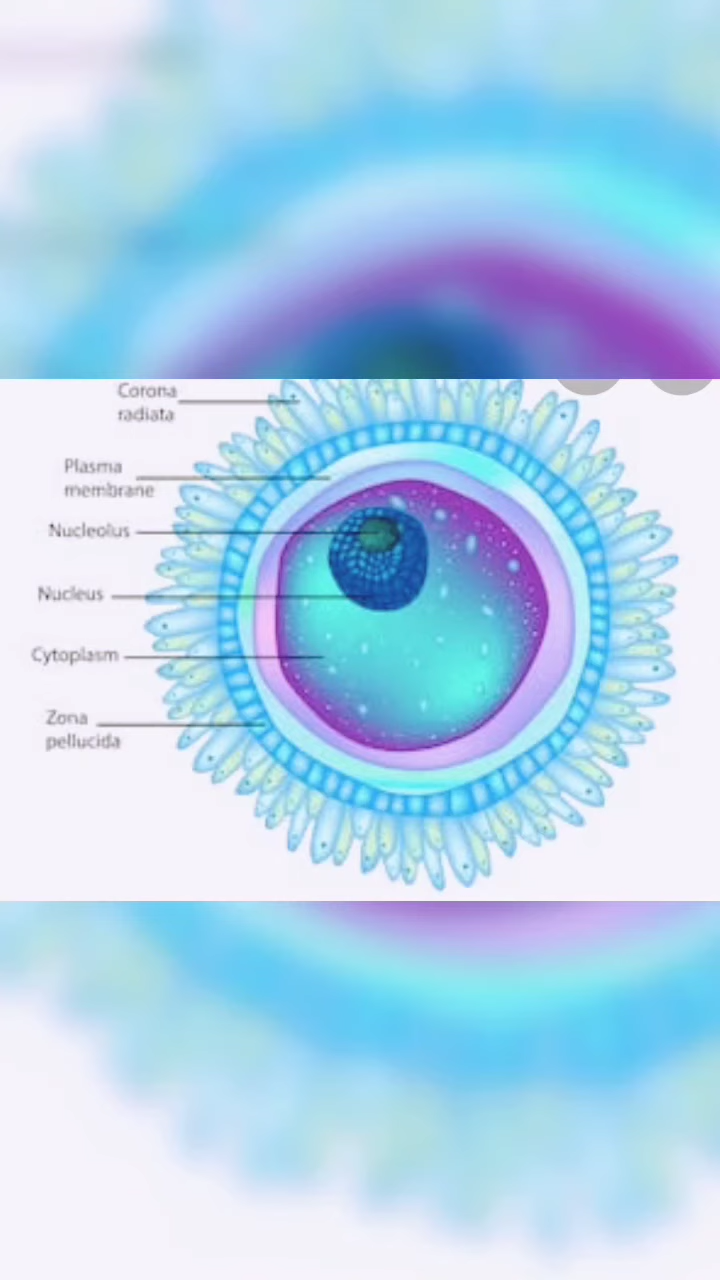 Corona
radiata
Plasma
membrane
Nucleolus
Nucleus
Cytoplasm
Zona
pellucida